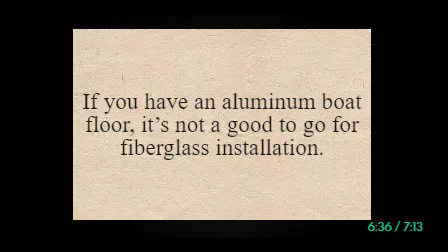 If you have an aluminum boat
floor, it's not a good to go for
fiberglass installation.
6:36 / 7:13